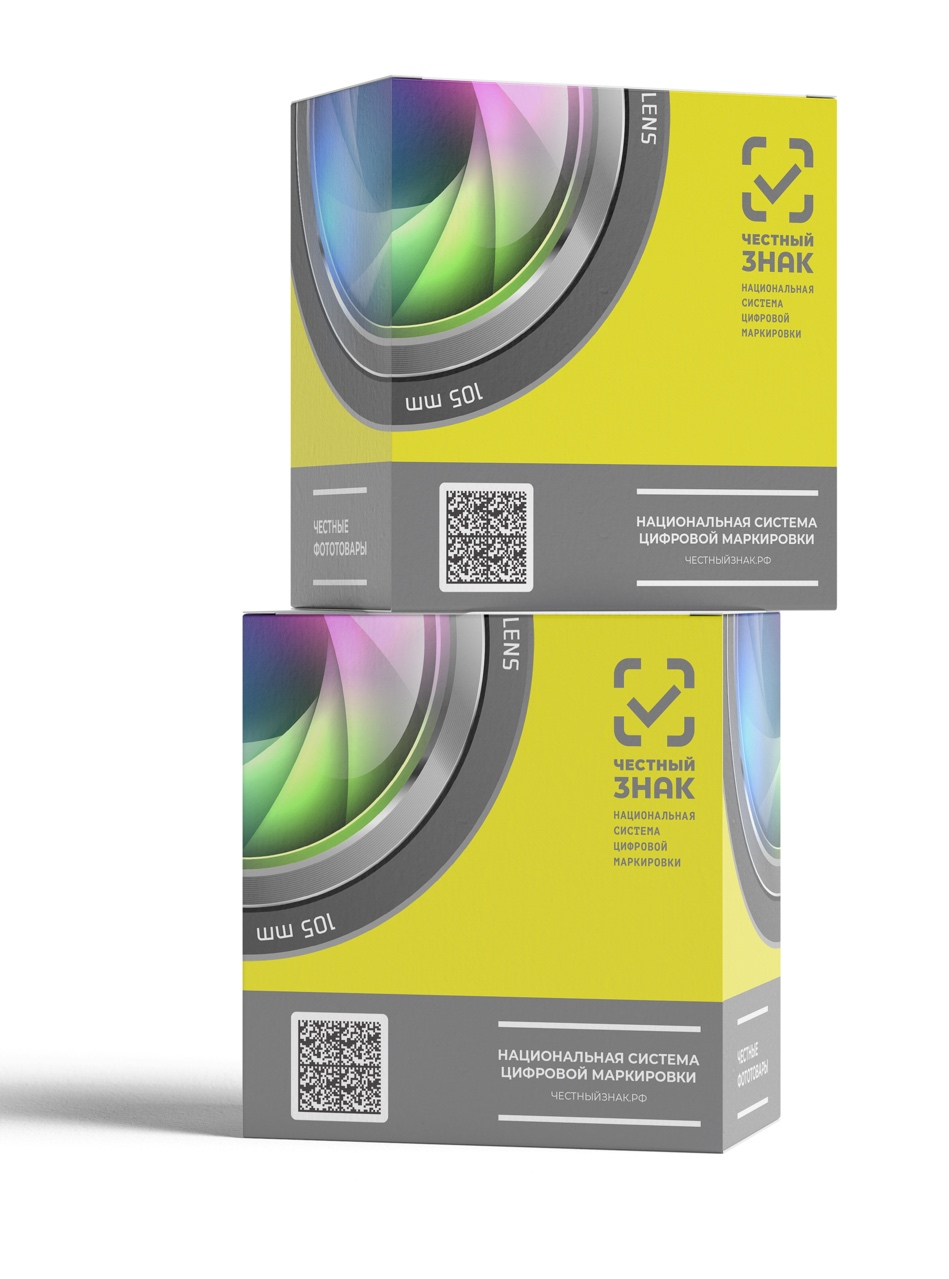 LENS
105 mm
ЧЕСТНЫЙ
ЗНАК
НАЦИОНАЛЬНАЯ
СИСТЕМА
ЦИФРОВОЙ
МАРКИРОВКИ
ЧЕСТНЫЕ
ФОТОТОВАРЫ
НАЦИОНАЛЬНАЯ СИСТЕМА
ЦИФРОВОЙ МАРКИРОВКИ
ЧЕСТНЫЙЗНАК.РФ
LENS
105 mm
ЧЕСТНЫЙ
ЗНАК
НАЦИОНАЛЬНАЯ
СИСТЕМА
ЦИФРОВОЙ
МАРКИРОВКИ
НАЦИОНАЛЬНАЯ СИСТЕМА
ЦИФРОВОЙ МАРКИРОВКИ
ЧЕСТНЫЙЗНАК.РФ
ЧЕСТНЫЕ
ФОТОТОВАРЫ